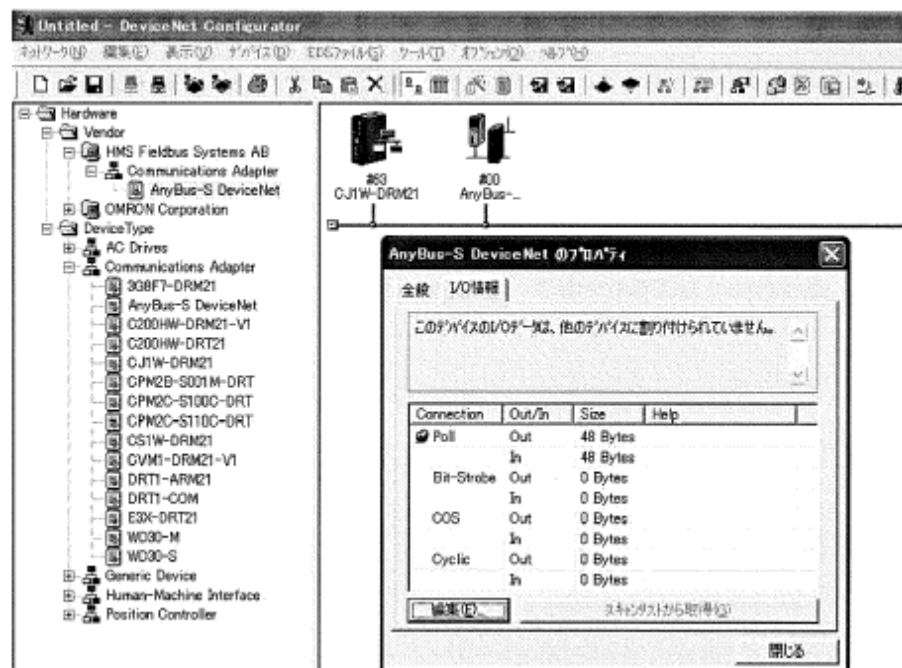 Untitled - DeviceNet Configurator
ネットワーク(N) 編集(E) 表示(V) デバイス(D) EDSファイル(S) ツール(T) オプション(O) ヘルプ(H)
Hardware
Vendor
HMS Fieldbus Systems AB
Communications Adapter
AnyBus-S DeviceNet
OMRON Corporation
DeviceType
AC Drives
Communications Adapter
3G8F7-DRM21
AnyBus-S DeviceNet
C200HW-DRM21-V1
C200HW-DRT21
CJ1W-DRM21
CPM2B-S001M-DRT
CPM2C-S100C-DRT
CPM2C-S110C-DRT
CS1W-DRM21
CVM1-DRM21-V1
DRT1-ARM21
DRT1-COM
E3X-DRT21
WD30-M
WD30-S
Generic Device
Human-Machine Interface
Position Controller
#63
CJ1W-DRM21
#00
AnyBus-...
AnyBus-S DeviceNet のプロパティ
全般 I/O情報
このデバイスのI/Oデータは、他のデバイスに割り付けられていません。
Connection Out/In Size Help
Poll Out 48 Bytes
In 48 Bytes
Bit-Strobe Out 0 Bytes
In 0 Bytes
COS Out 0 Bytes
In 0 Bytes
Cyclic Out 0 Bytes
In 0 Bytes
編集(E)... スキャンリストから取得(G)
閉じる